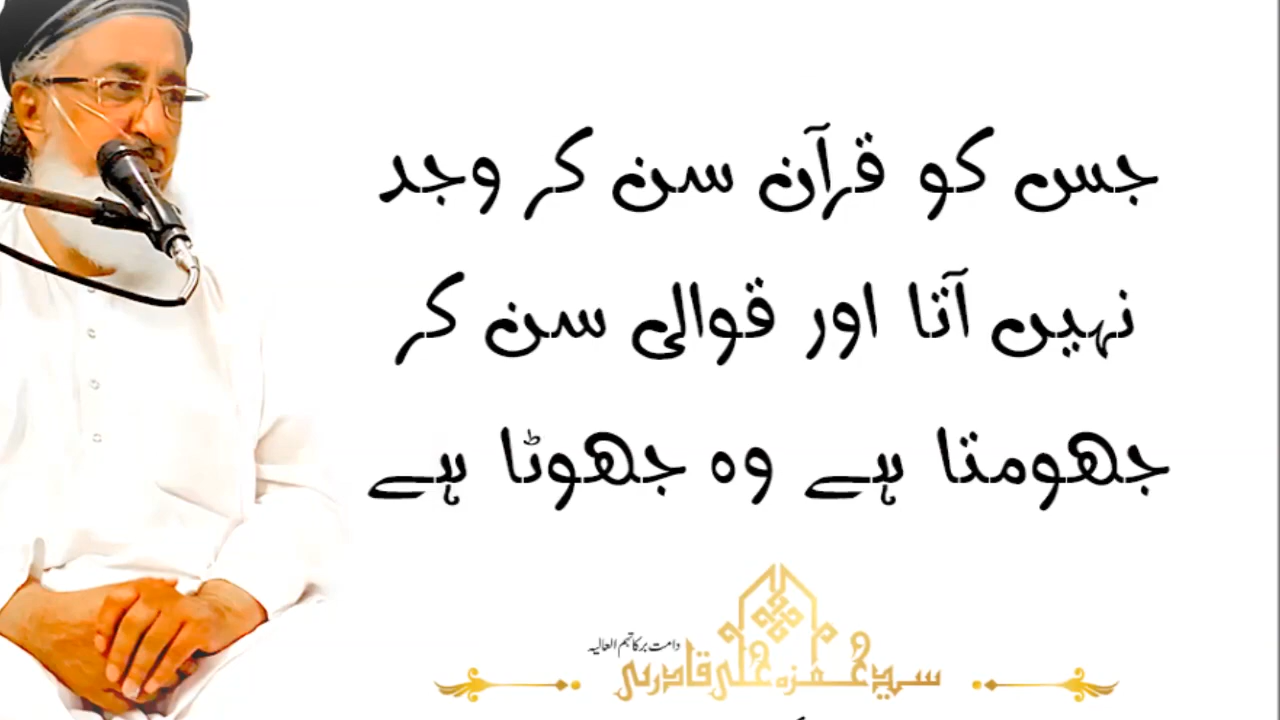 جس کو قرآن سن کر وجد
نہیں آتا اور قوالی سن کر
جھومتا ہے وہ جھوٹا ہے
دامت برکاتہم العالیہ
سید حمزہ علی قادری